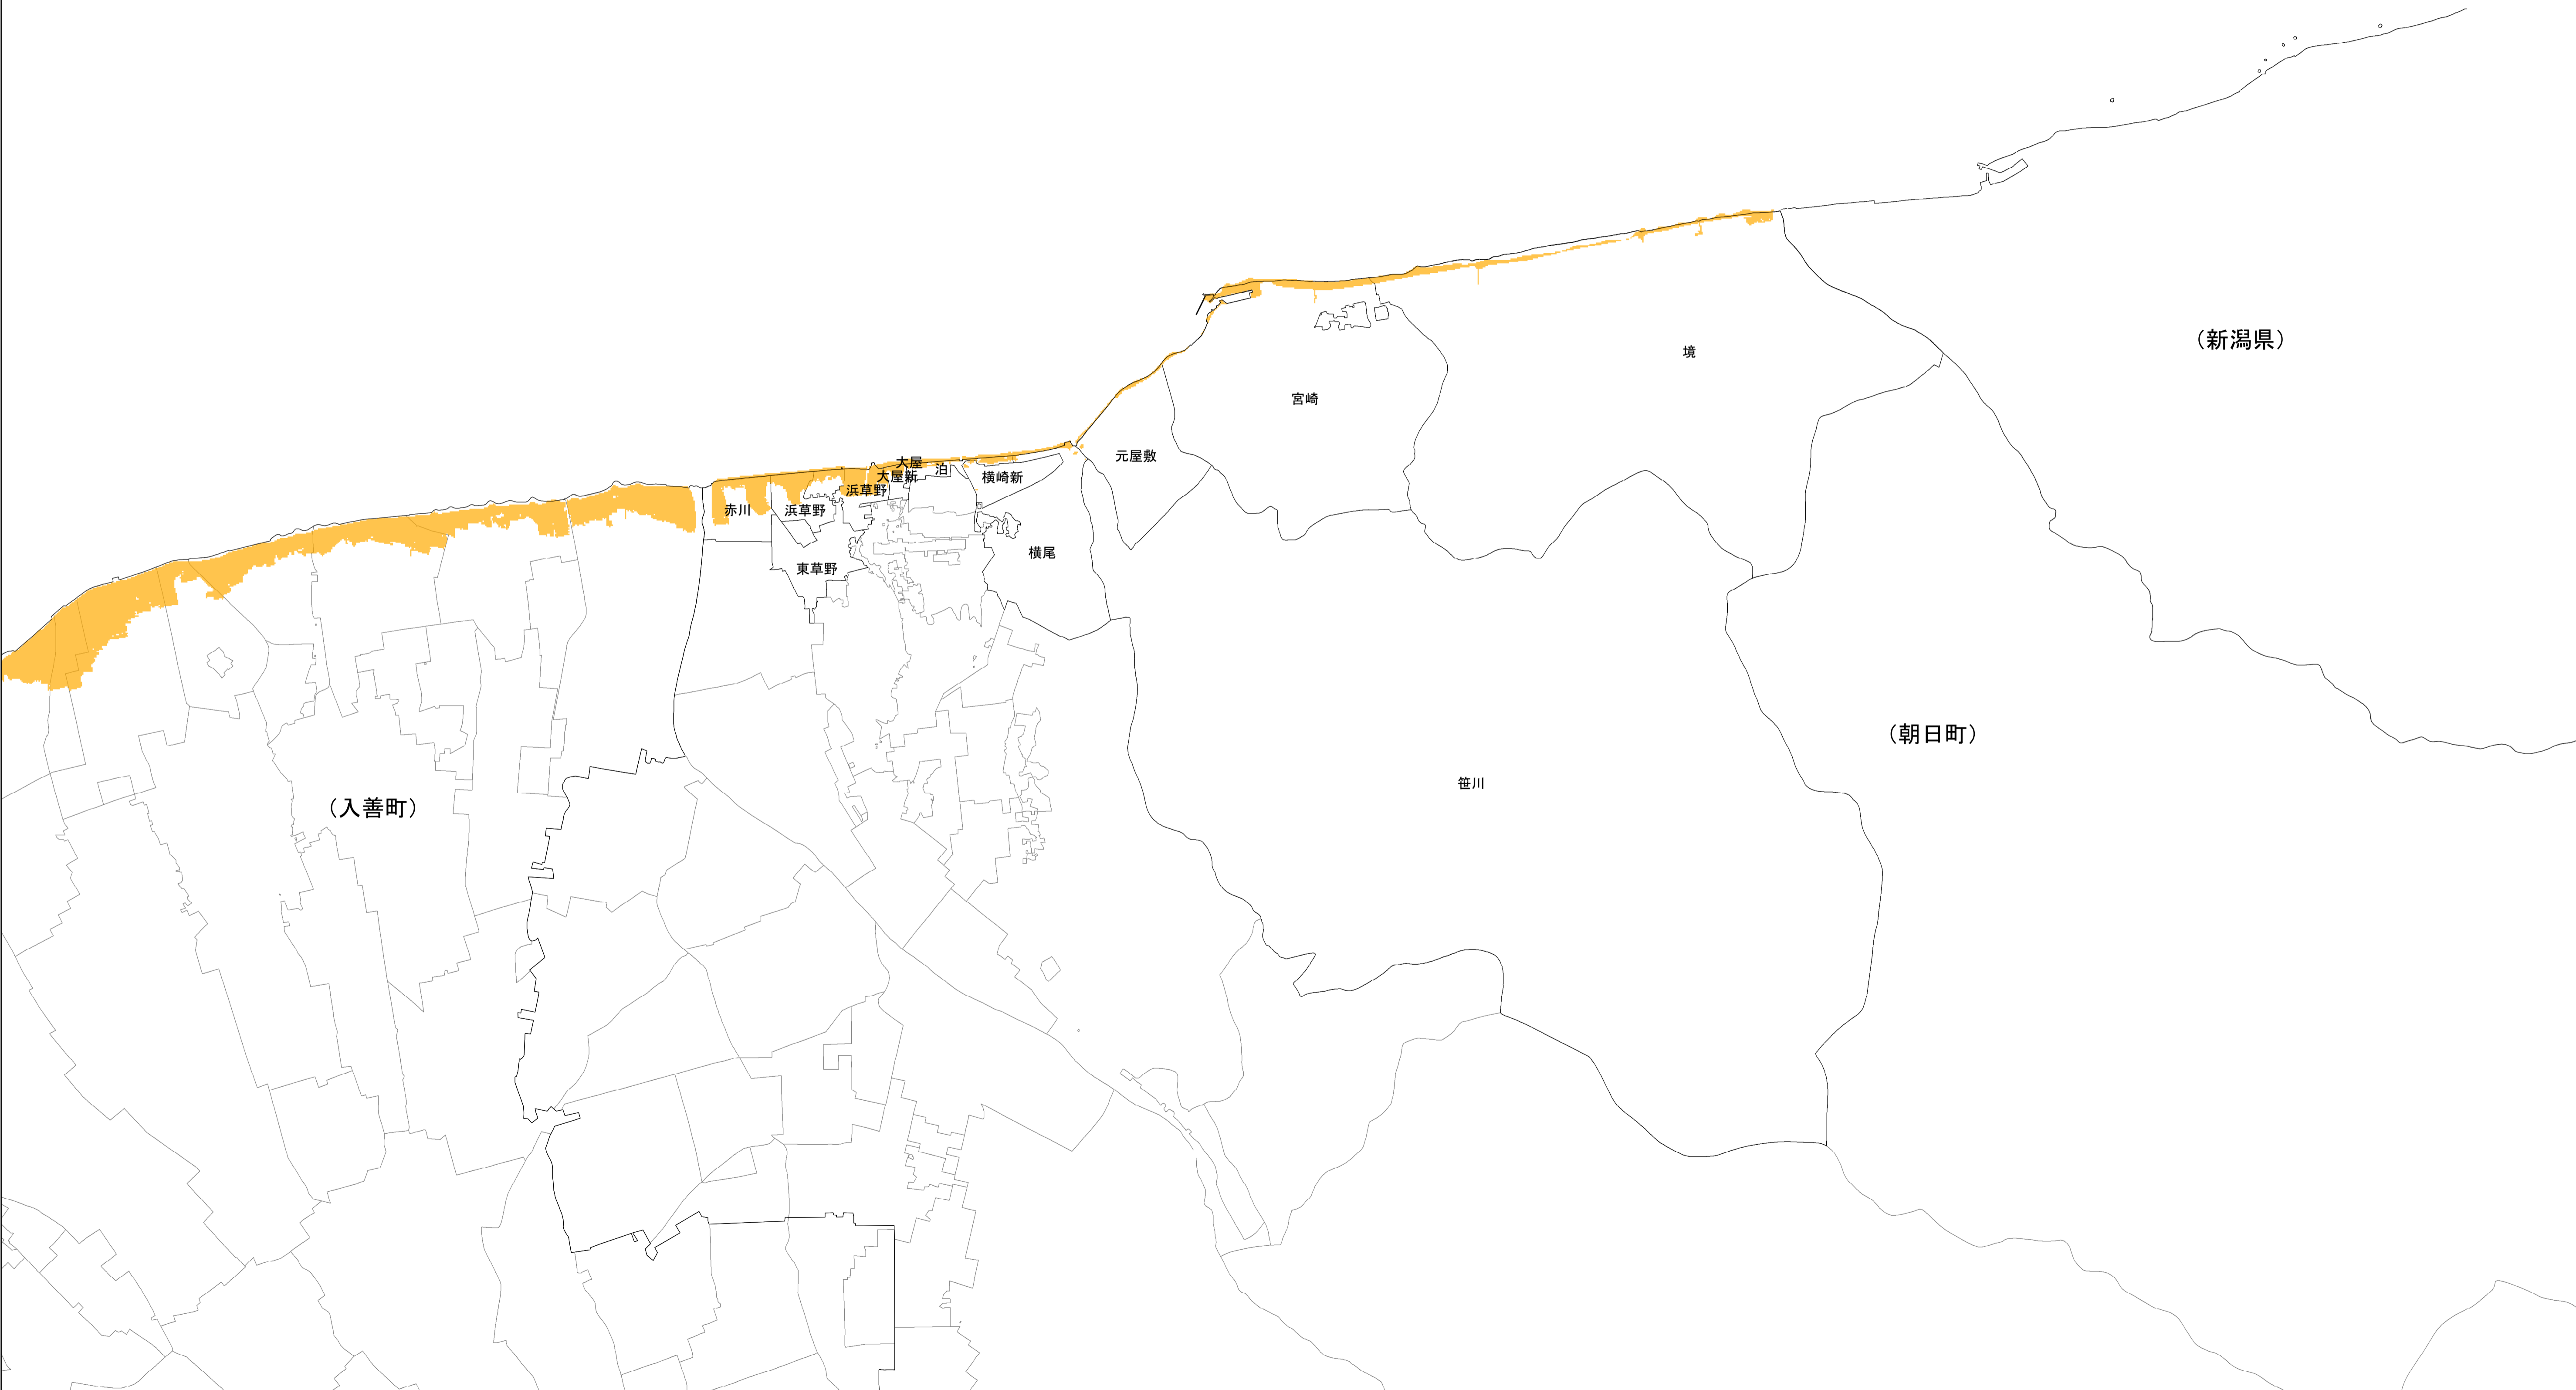 （新潟県）
境
宮崎
元屋敷
大屋
泊
大屋新
横崎新
浜草野
赤川
浜草野
横尾
東草野
（朝日町）
笹川
（入善町）